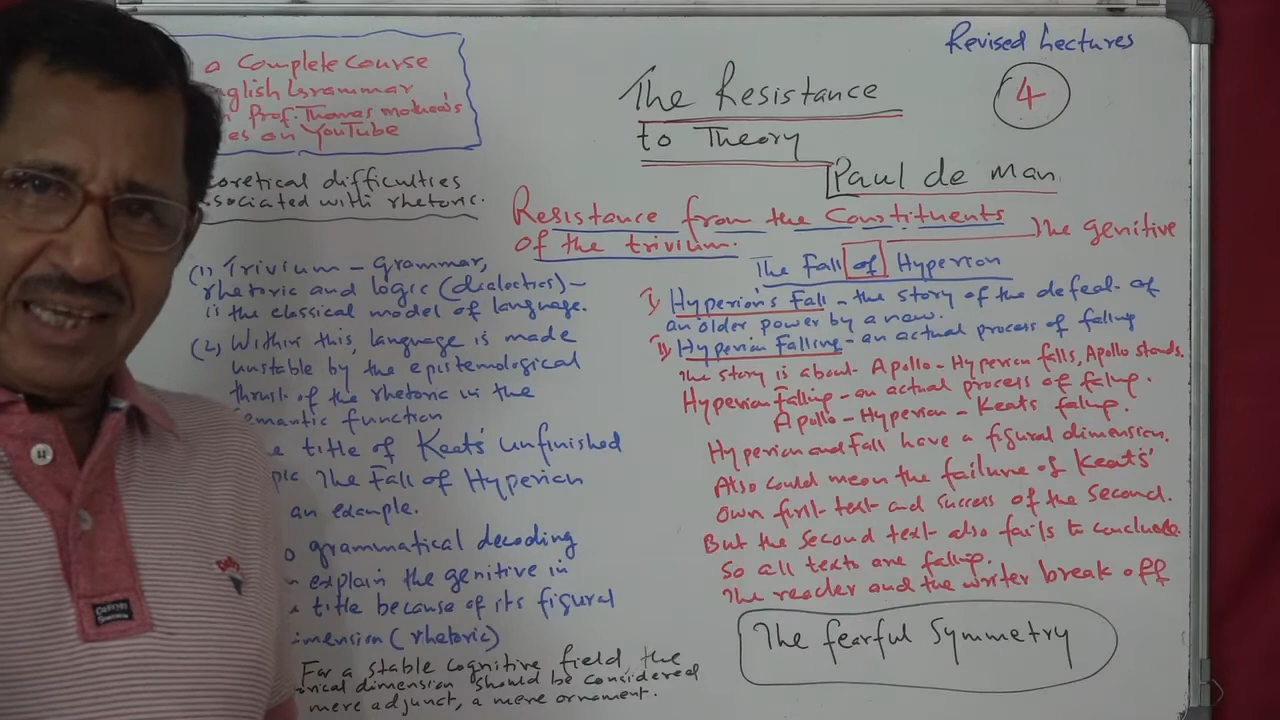 a Complete Course
English Grammar
Prof. Thomas Mathew's
on YouTube
theoretical difficulties
associated with rhetoric.
(1) Trivium – grammar,
rhetoric and logic (dialectics) –
is the classical model of language.
(2) Within this, language is made
unstable by the epistemological
thrust of the rhetoric in the
semantic function
title of Keats' unfinished
epic The Fall of Hyperion
an example.
grammatical decoding
explain the genitive in
title because of its figural
dimension (rhetoric)
For a stable cognitive field, the
dimension should be considered
mere adjunct, a mere ornament.
Revised Lectures
4
The Resistance
to Theory
Paul de Man
Resistance from the Constituents
of the trivium.
The genitive
The Fall of Hyperion
I) Hyperion's Fall – the story of the defeat of
an older power by a new.
II) Hyperion Falling – an actual process of falling
The story is about Apollo – Hyperion falls, Apollo stands.
Hyperion falling – an actual process of falling.
Apollo – Hyperion – Keats falling.
Hyperion and Fall have a figural dimension.
Also could mean the failure of Keats'
own first text and success of the second.
But the second text also fails to conclude.
So all texts are falling.
The reader and the writer break off
The fearful Symmetry